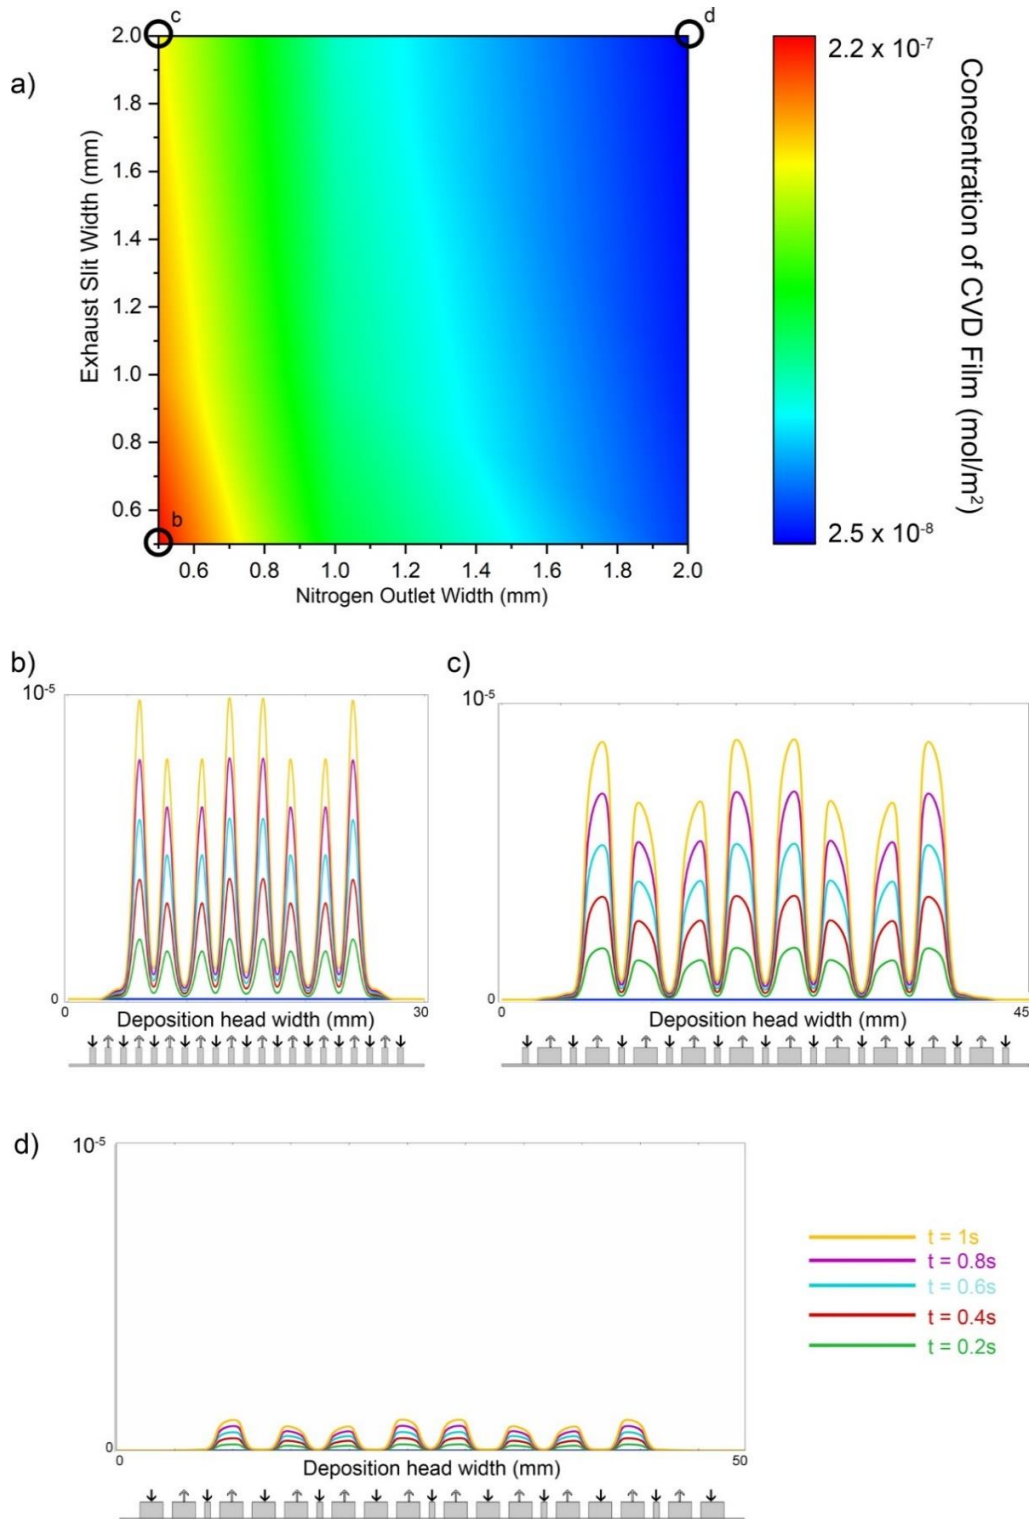 a)
c
d
2.0
1.8
1.6
1.4
1.2
1.0
0.8
0.6
Exhaust Slit Width (mm)
b
0.6 0.8 1.0 1.2 1.4 1.6 1.8 2.0
Nitrogen Outlet Width (mm)
2.2 x 10-7
2.5 x 10-8
Concentration of CVD Film (mol/m2)
b)
10-5
0
0 30
Deposition head width (mm)
c)
10-5
0
0 45
Deposition head width (mm)
d)
10-5
0
0 50
Deposition head width (mm)
t = 1s
t = 0.8s
t = 0.6s
t = 0.4s
t = 0.2s